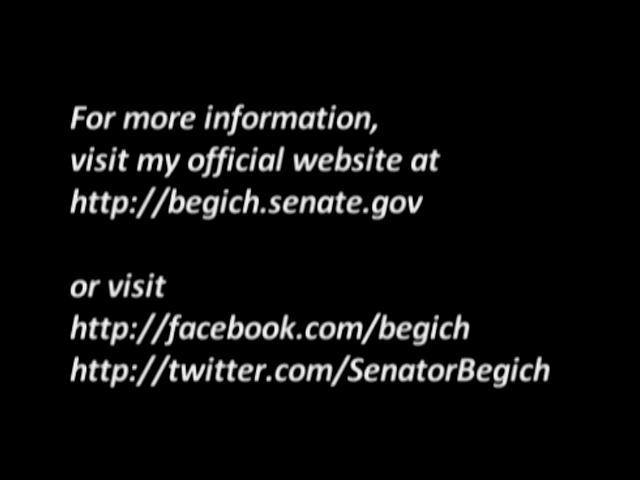 For more information,
visit my official website at
http://begich.senate.gov
or visit
http://facebook.com/begich
http://twitter.com/SenatorBegich